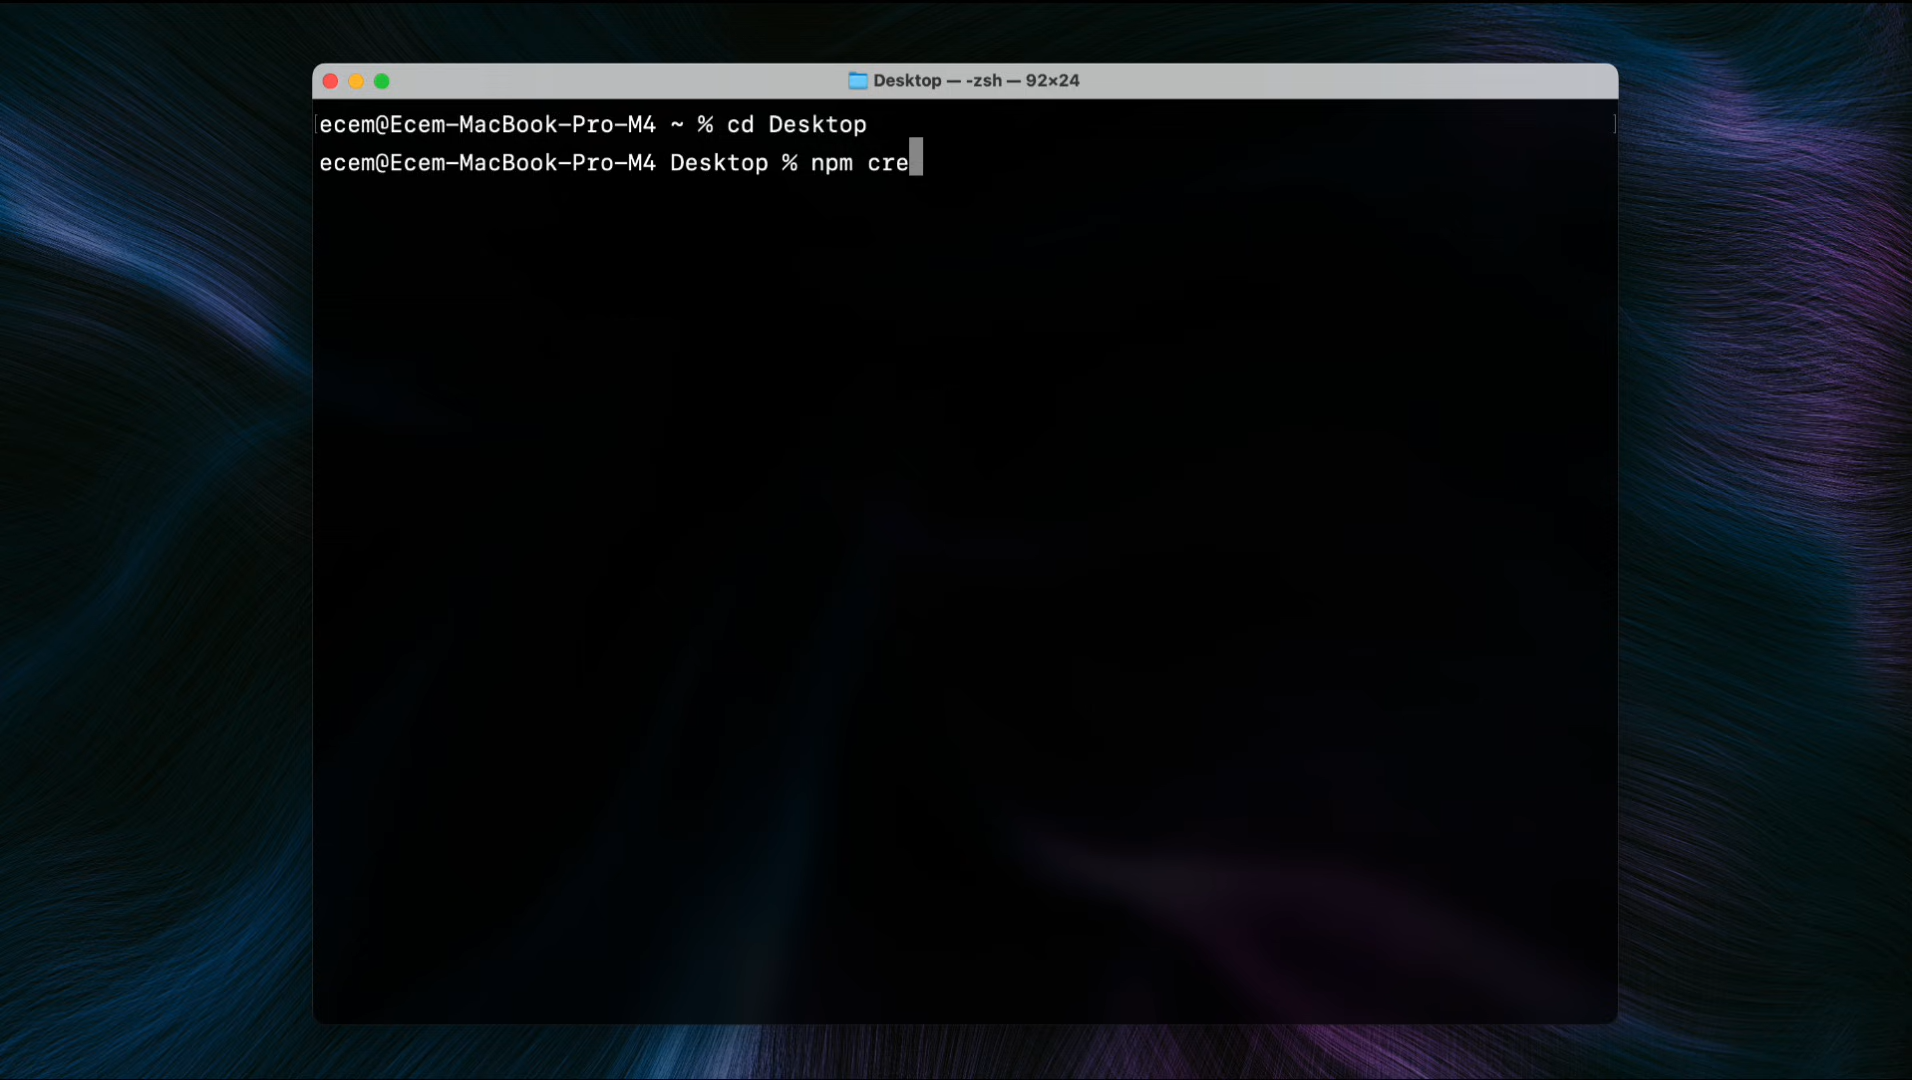 Desktop — -zsh — 92×24
ecem@Ecem-MacBook-Pro-M4 ~ % cd Desktop
ecem@Ecem-MacBook-Pro-M4 Desktop % npm cre